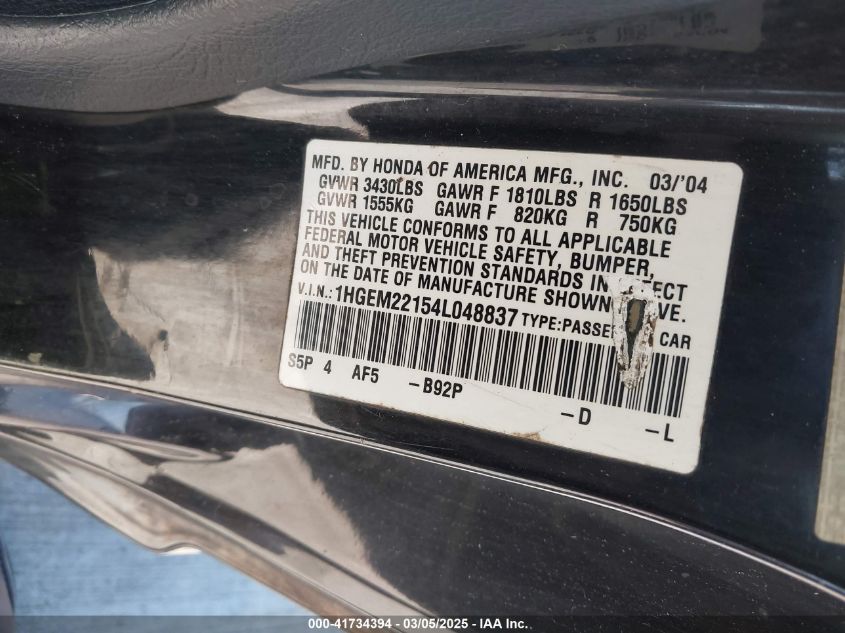 MFD. BY HONDA OF AMERICA MFG., INC. 03/'04
GVWR 3430LBS GAWR F 1810LBS R 1650LBS
GVWR 1555KG GAWR F 820KG R 750KG
THIS VEHICLE CONFORMS TO ALL APPLICABLE
FEDERAL MOTOR VEHICLE SAFETY, BUMPER,
AND THEFT PREVENTION STANDARDS IN
ON THE DATE OF MANUFACTURE SHOWN
V.I.N.: 1HGEM22154L048837 TYPE: CAR
S5P 4 AF5 -B92P -D -L
000-41734394 - 03/05/2025 - IAA Inc.